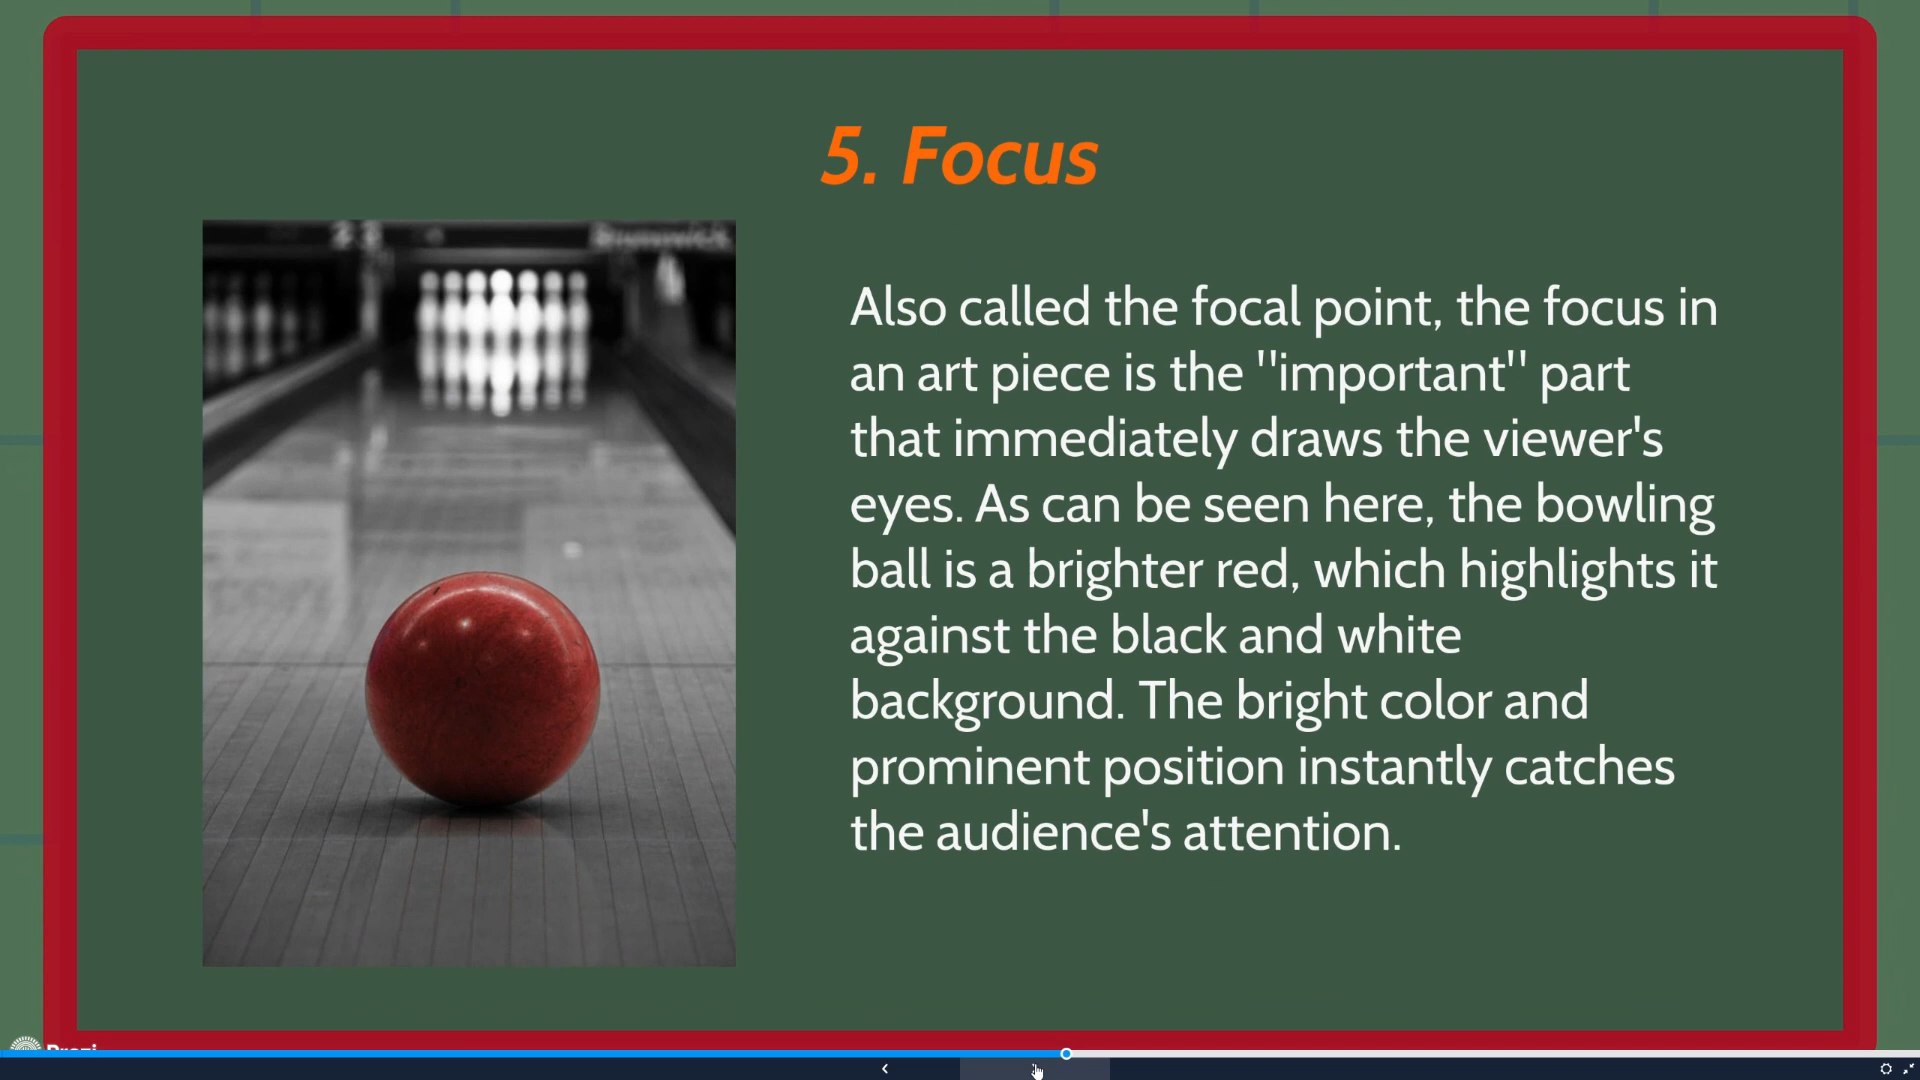 5. Focus
Also called the focal point, the focus in
an art piece is the "important" part
that immediately draws the viewer's
eyes. As can be seen here, the bowling
ball is a brighter red, which highlights it
against the black and white
background. The bright color and
prominent position instantly catches
the audience's attention.
Prezi